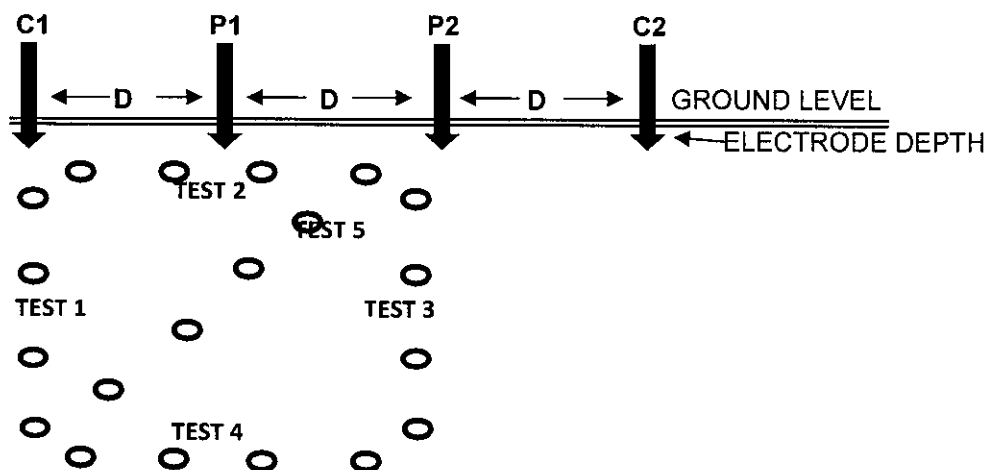 C1 P1 P2 C2
D D D
GROUND LEVEL
ELECTRODE DEPTH
TEST 2
TEST 5
TEST 1 TEST 3
TEST 4